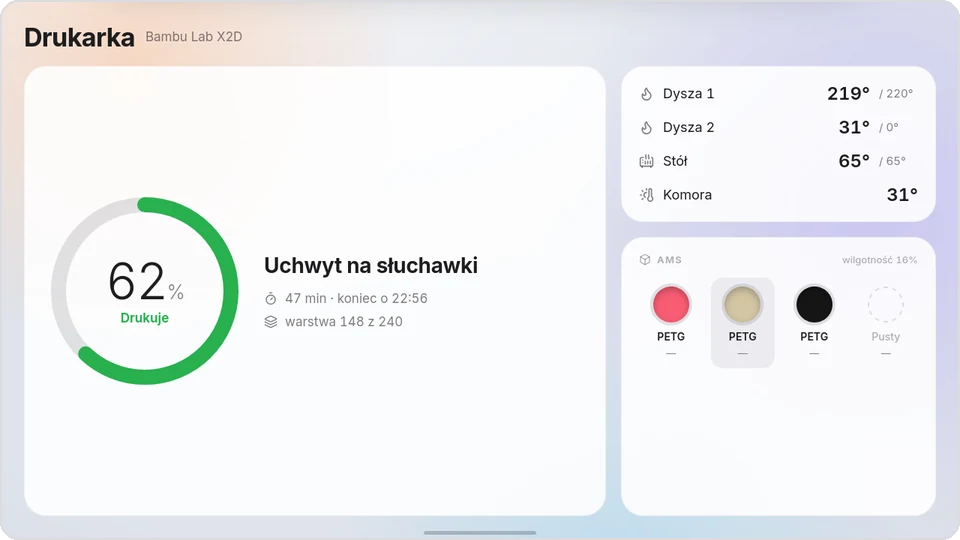 Drukarka Bambu Lab X2D
62%
Drukuje
Uchwyt na słuchawki
47 min · koniec o 22:56
warstwa 148 z 240
Dysza 1 219° / 220°
Dysza 2 31° / 0°
Stół 65° / 65°
Komora 31°
AMS wilgotność 16%
PETG PETG PETG Pusty
— — — —